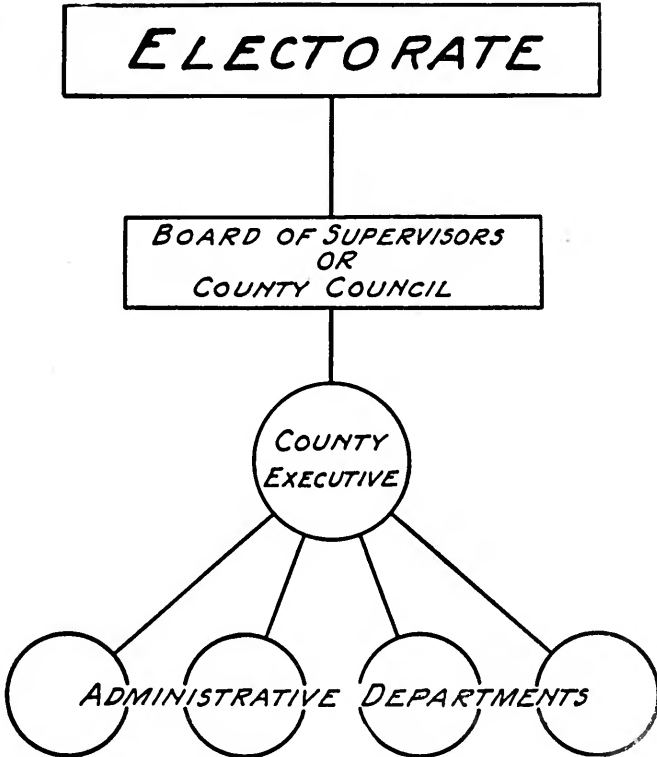 ELECTORATE
BOARD OF SUPERVISORS
OR
COUNTY COUNCIL
COUNTY
EXECUTIVE
ADMINISTRATIVE DEPARTMENTS